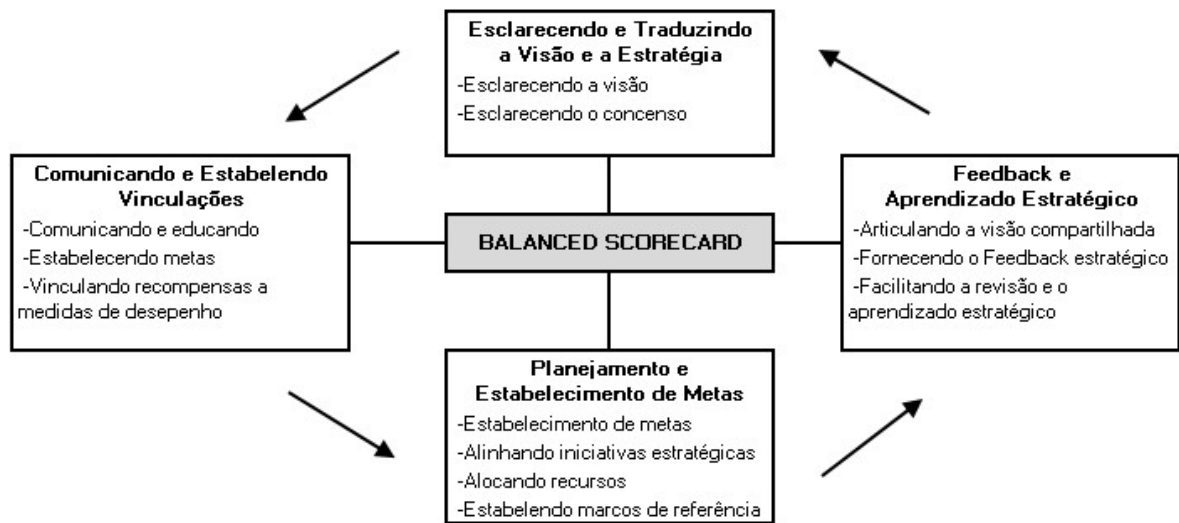 Esclarecendo e Traduzindo
a Visão e a Estratégia
-Esclarecendo a visão
-Esclarecendo o concenso
Comunicando e Estabelendo
Vinculações
-Comunicando e educando
-Estabelecendo metas
-Vinculando recompensas a
medidas de desepenho
BALANCED SCORECARD
Feedback e
Aprendizado Estratégico
-Articulando a visão compartilhada
-Fornecendo o Feedback estratégico
-Facilitando a revisão e o
aprendizado estratégico
Planejamento e
Estabelecimento de Metas
-Estabelecimento de metas
-Alinhando iniciativas estratégicas
-Alocando recursos
-Estabelendo marcos de referência